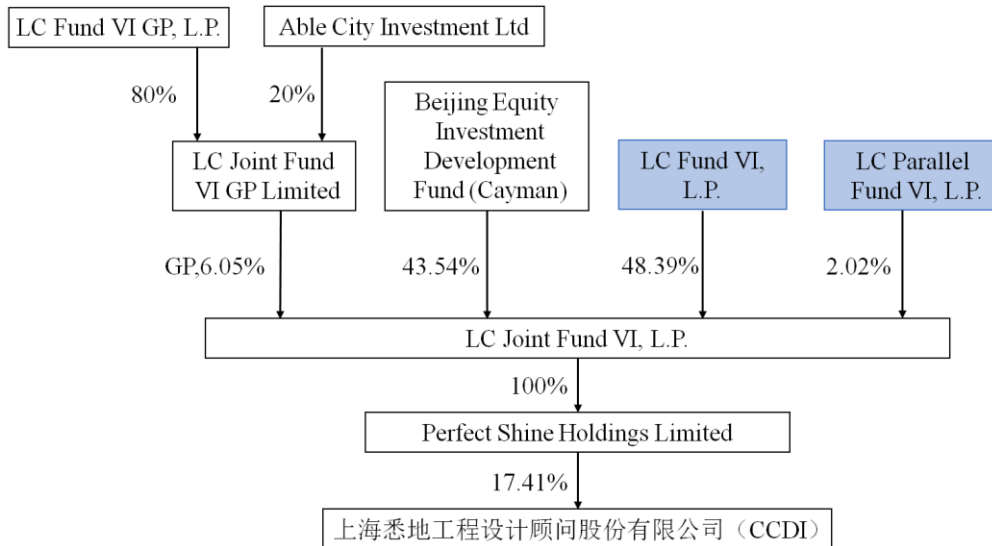 LC Fund VI GP, L.P.
Able City Investment Ltd
80%
20%
Beijing Equity
Investment
Development
Fund (Cayman)
LC Joint Fund
VI GP Limited
LC Fund VI,
L.P.
LC Parallel
Fund VI, L.P.
GP,6.05%
43.54%
48.39%
2.02%
LC Joint Fund VI, L.P.
100%
Perfect Shine Holdings Limited
17.41%
上海悉地工程设计顾问股份有限公司（CCDI）